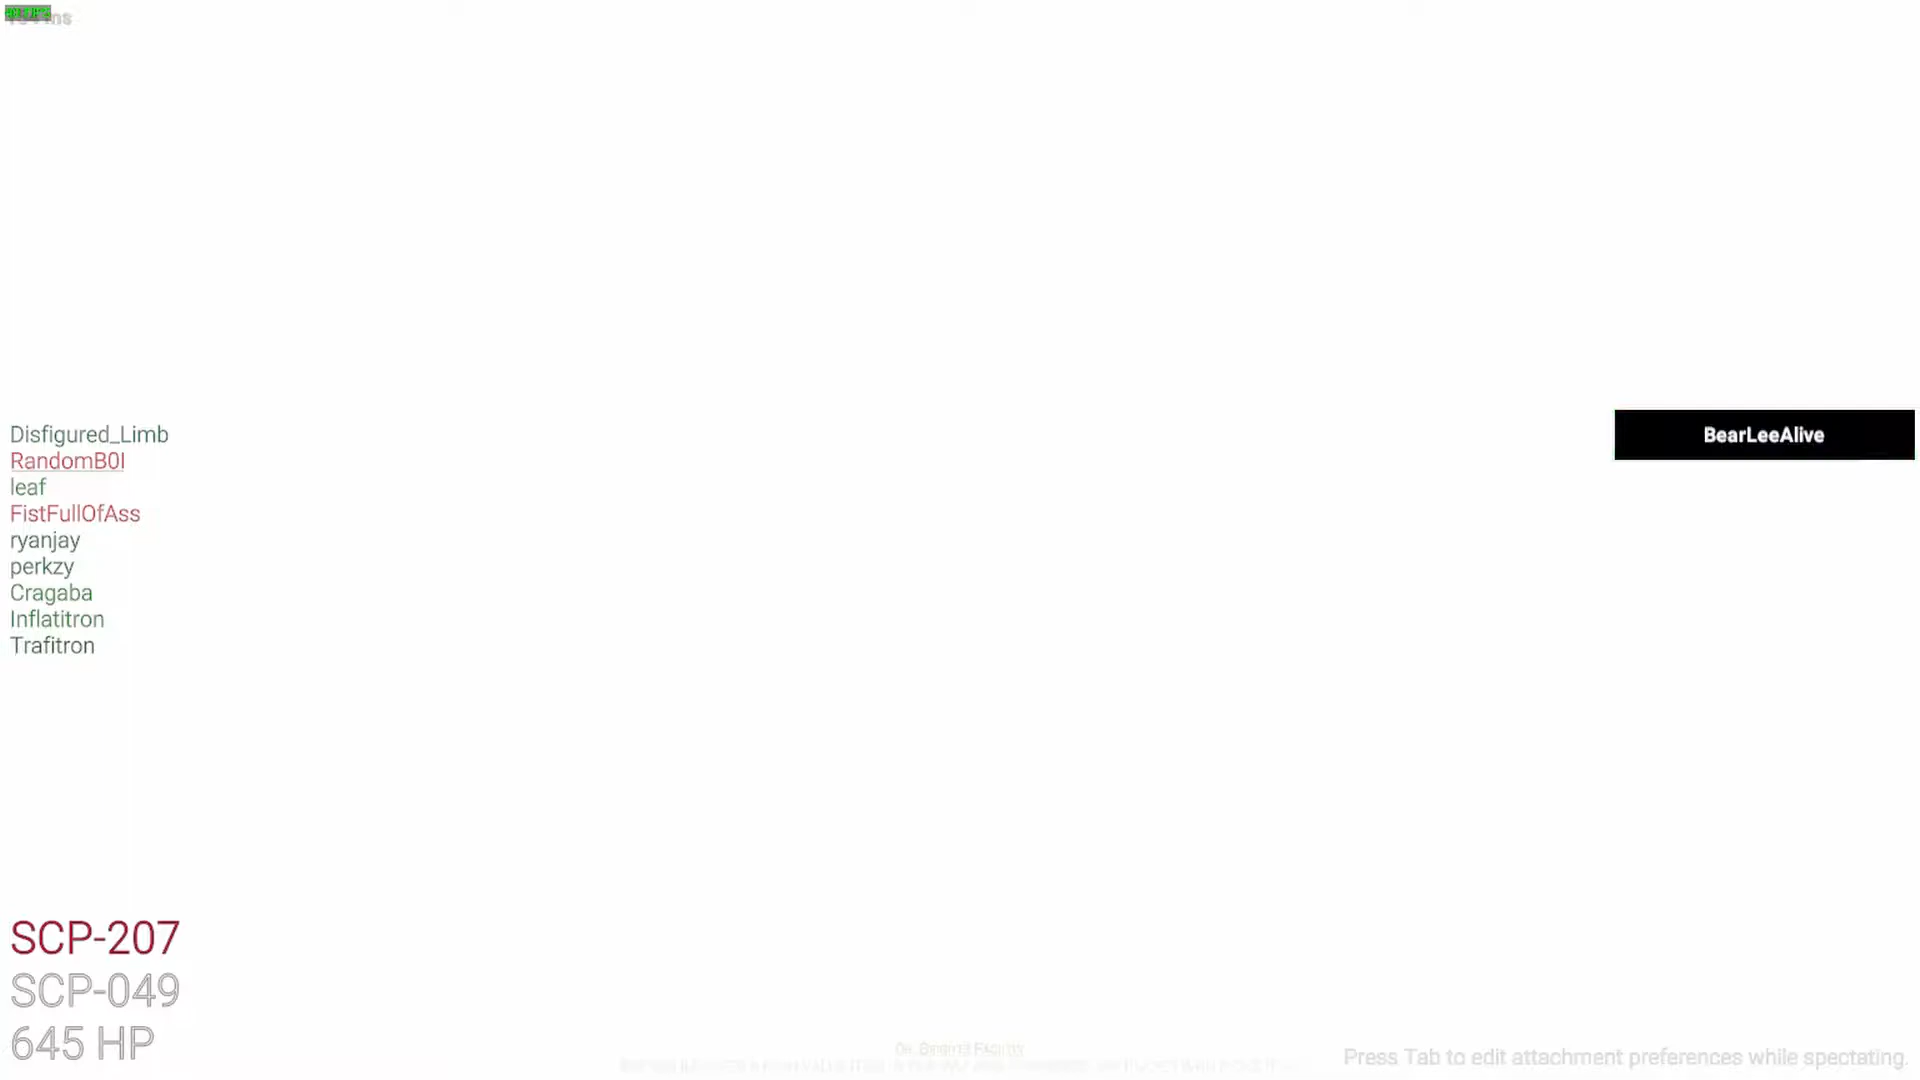 Disfigured_Limb
RandomB0I
leaf
FistFullOfAss
ryanjay
perkzy
Cragaba
Inflatitron
Trafitron
BearLeeAlive
SCP-207
SCP-049
645 HP
Press Tab to edit attachment preferences while spectating.